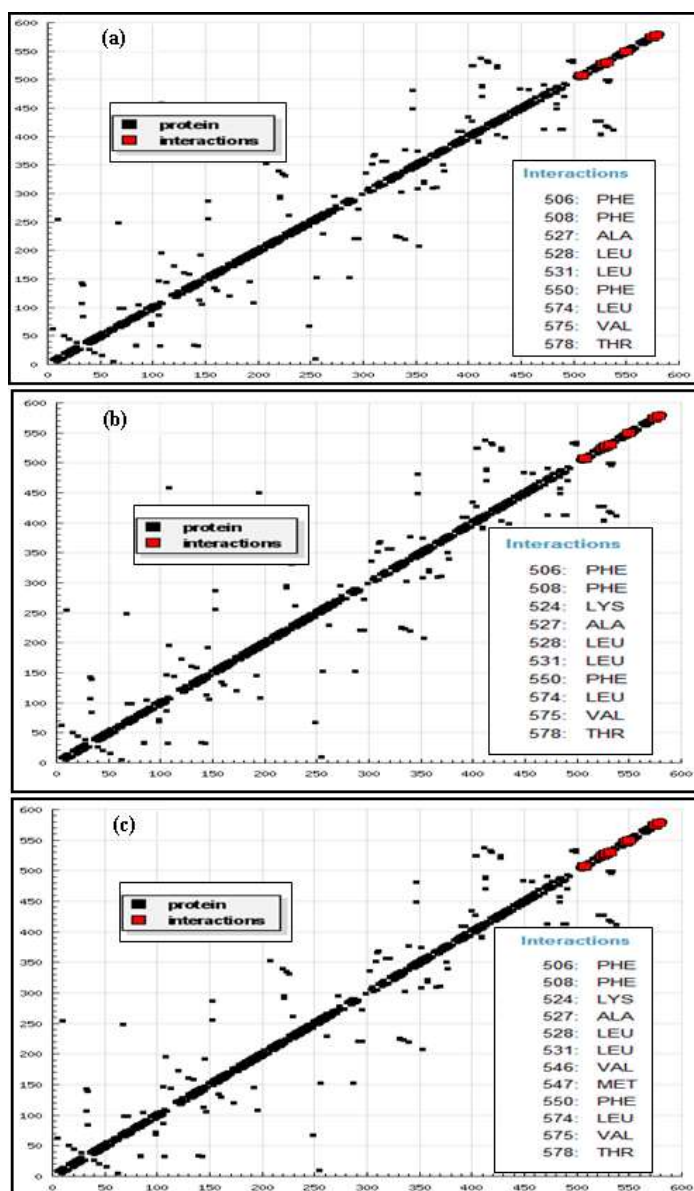 (a)
600
550
500
450
400
350
300
250
200
150
100
50
0
0 50 100 150 200 250 300 350 400 450 500 550 600
protein
interactions
Interactions
506: PHE
508: PHE
527: ALA
528: LEU
531: LEU
550: PHE
574: LEU
575: VAL
578: THR
(b)
600
550
500
450
400
350
300
250
200
150
100
50
0
0 50 100 150 200 250 300 350 400 450 500 550 600
protein
interactions
Interactions
506: PHE
508: PHE
524: LYS
527: ALA
528: LEU
531: LEU
550: PHE
574: LEU
575: VAL
578: THR
(c)
600
550
500
450
400
350
300
250
200
150
100
50
0
0 50 100 150 200 250 300 350 400 450 500 550 600
protein
interactions
Interactions
506: PHE
508: PHE
524: LYS
527: ALA
528: LEU
531: LEU
546: VAL
547: MET
550: PHE
574: LEU
575: VAL
578: THR